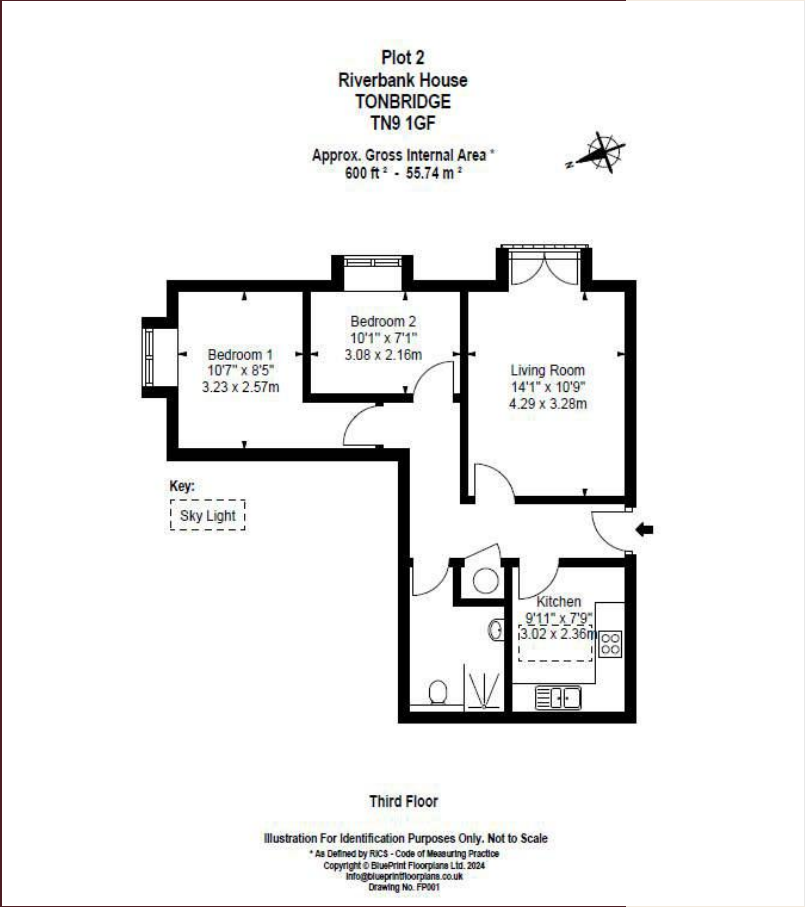 Plot 2
Riverbank House
TONBRIDGE
TN9 1GF
Approx. Gross Internal Area *
600 ft ² - 55.74 m ²
N
Bedroom 1
10'7" x 8'5"
3.23 x 2.57m
Bedroom 2
10'1" x 7'1"
3.08 x 2.16m
Living Room
14'1" x 10'9"
4.29 x 3.28m
Key:
Sky Light
Kitchen
9'11" x 7'9"
3.02 x 2.36m
Third Floor
Illustration For Identification Purposes Only. Not to Scale
* As Defined by RICS - Code of Measuring Practice
Copyright © BluePrint Floorplans Ltd. 2024
info@blueprintfloorplans.co.uk
Drawing No. FP001